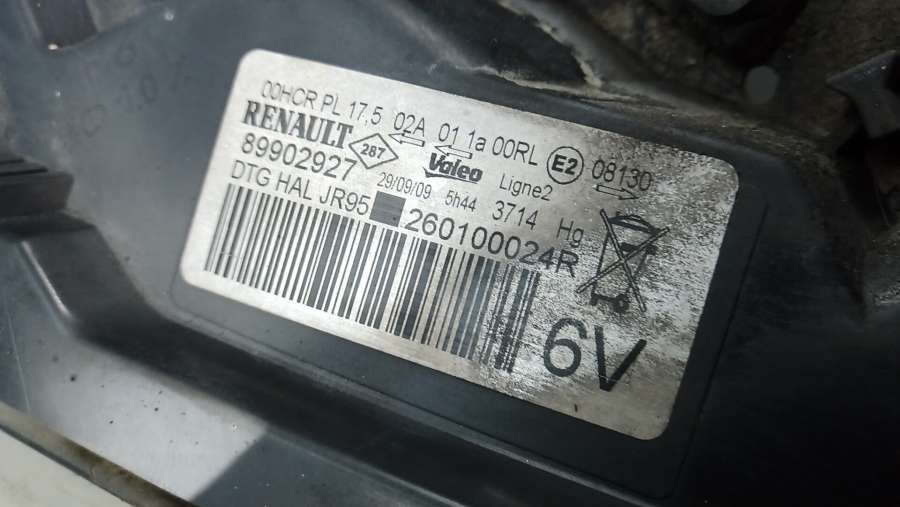 00HCR PL 17,5 02A 01 1a 00RL E2 08130
RENAULT 287 Valeo Ligne2
89902927 29/09/09 5h44 3714 Hg
DTG HAL JR95 260100024R
6V